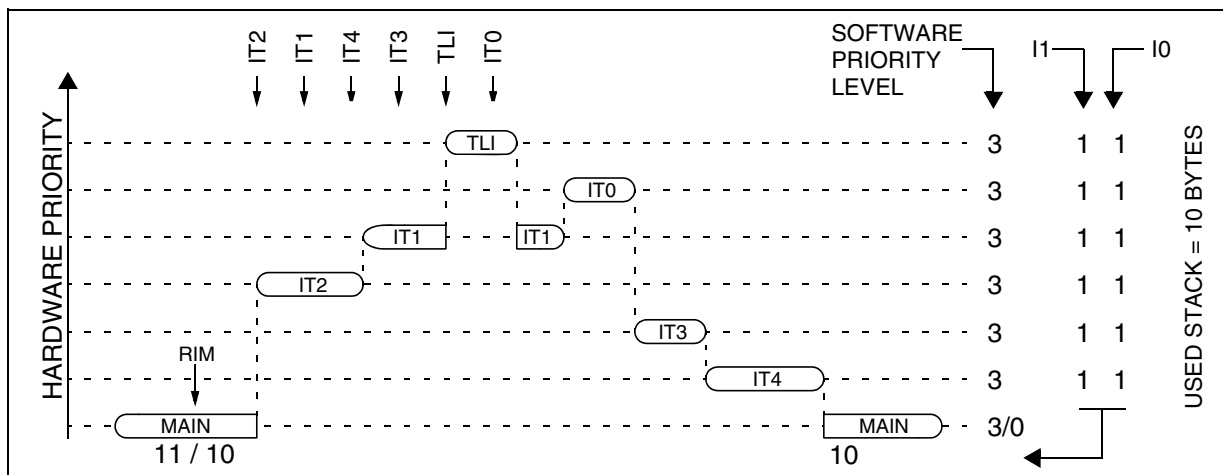 IT2
IT1
IT4
IT3
TLI
IT0
SOFTWARE
PRIORITY
LEVEL
I1
I0
HARDWARE PRIORITY
TLI
3
1 1
IT0
3
1 1
IT1
IT1
3
1 1
IT2
3
1 1
IT3
3
1 1
RIM
IT4
3
1 1
MAIN
MAIN
3/0
11 / 10
10
USED STACK = 10 BYTES